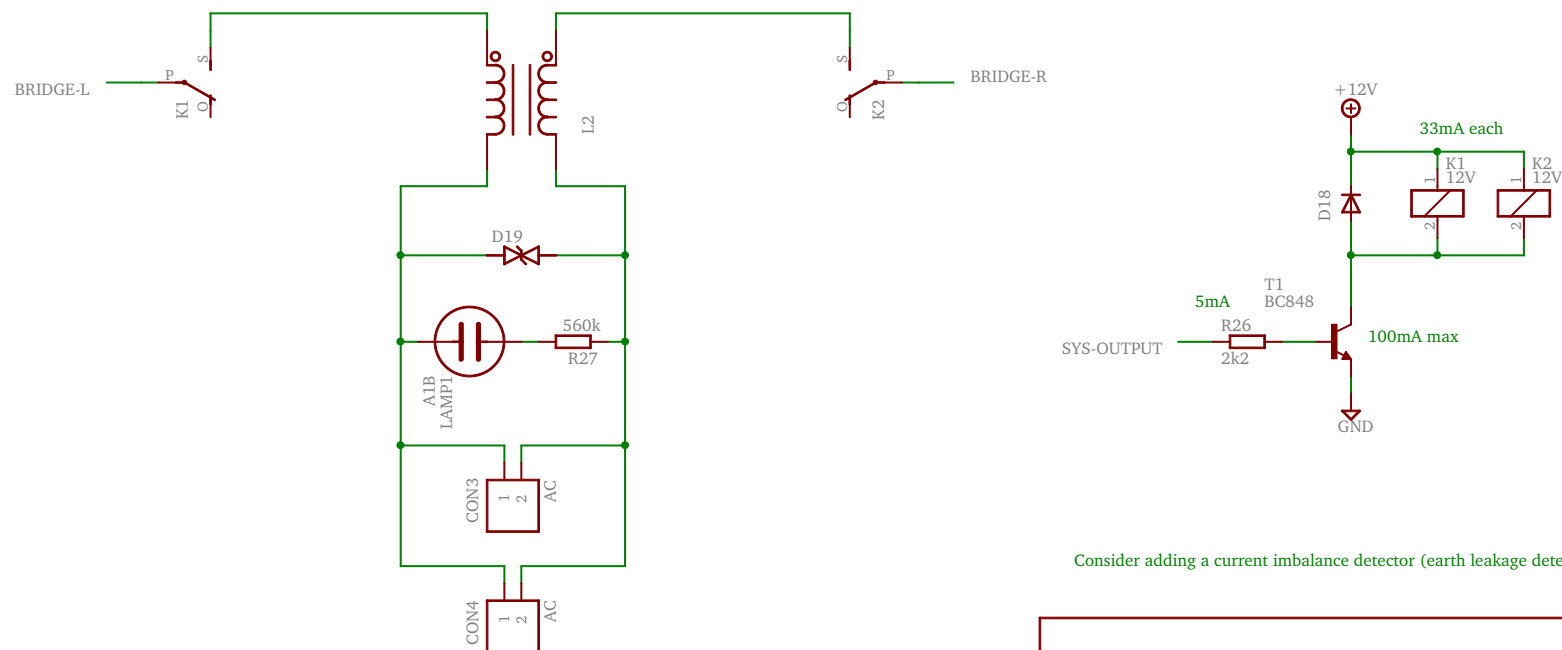 BRIDGE-L
P
S
O
K1
L2
S
O
P
K2
BRIDGE-R
D19
560k
R27
A1B
LAMP1
CON3
1
2
AC
CON4
1
2
AC
+12V
33mA each
D18
K1
12V
1
2
K2
12V
1
2
T1
BC848
5mA
R26
2k2
SYS-OUTPUT
100mA max
GND
Consider adding a current imbalance detector (earth leakage dete